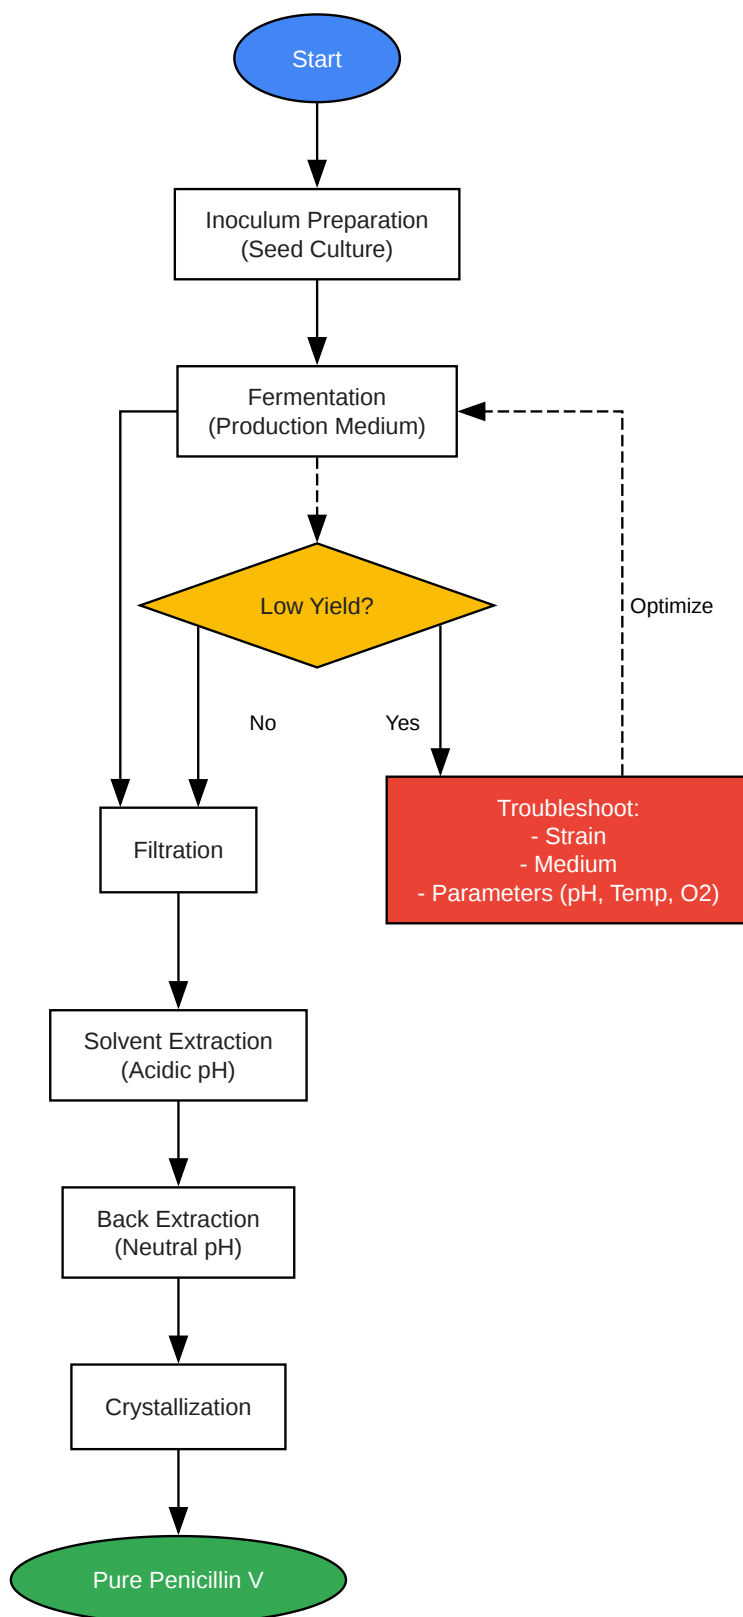 Start
Inoculum Preparation
(Seed Culture)
Fermentation
(Production Medium)
Low Yield?
Optimize
No
Yes
Troubleshoot:
- Strain
- Medium
- Parameters (pH, Temp, O2)
Filtration
Solvent Extraction
(Acidic pH)
Back Extraction
(Neutral pH)
Crystallization
Pure Penicillin V